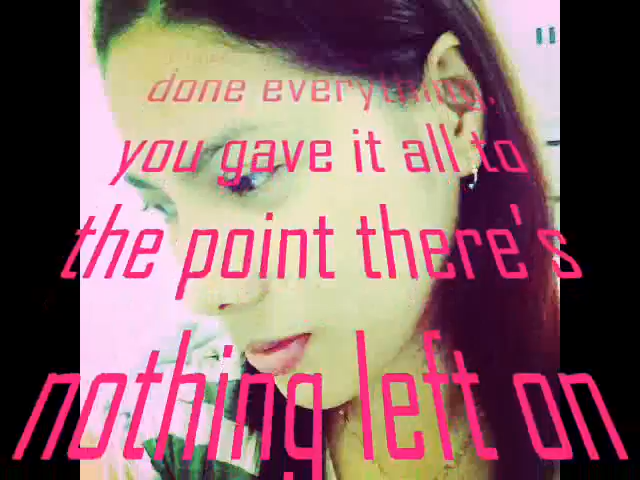 done everything,
you gave it all to
the point there's
nothing left on